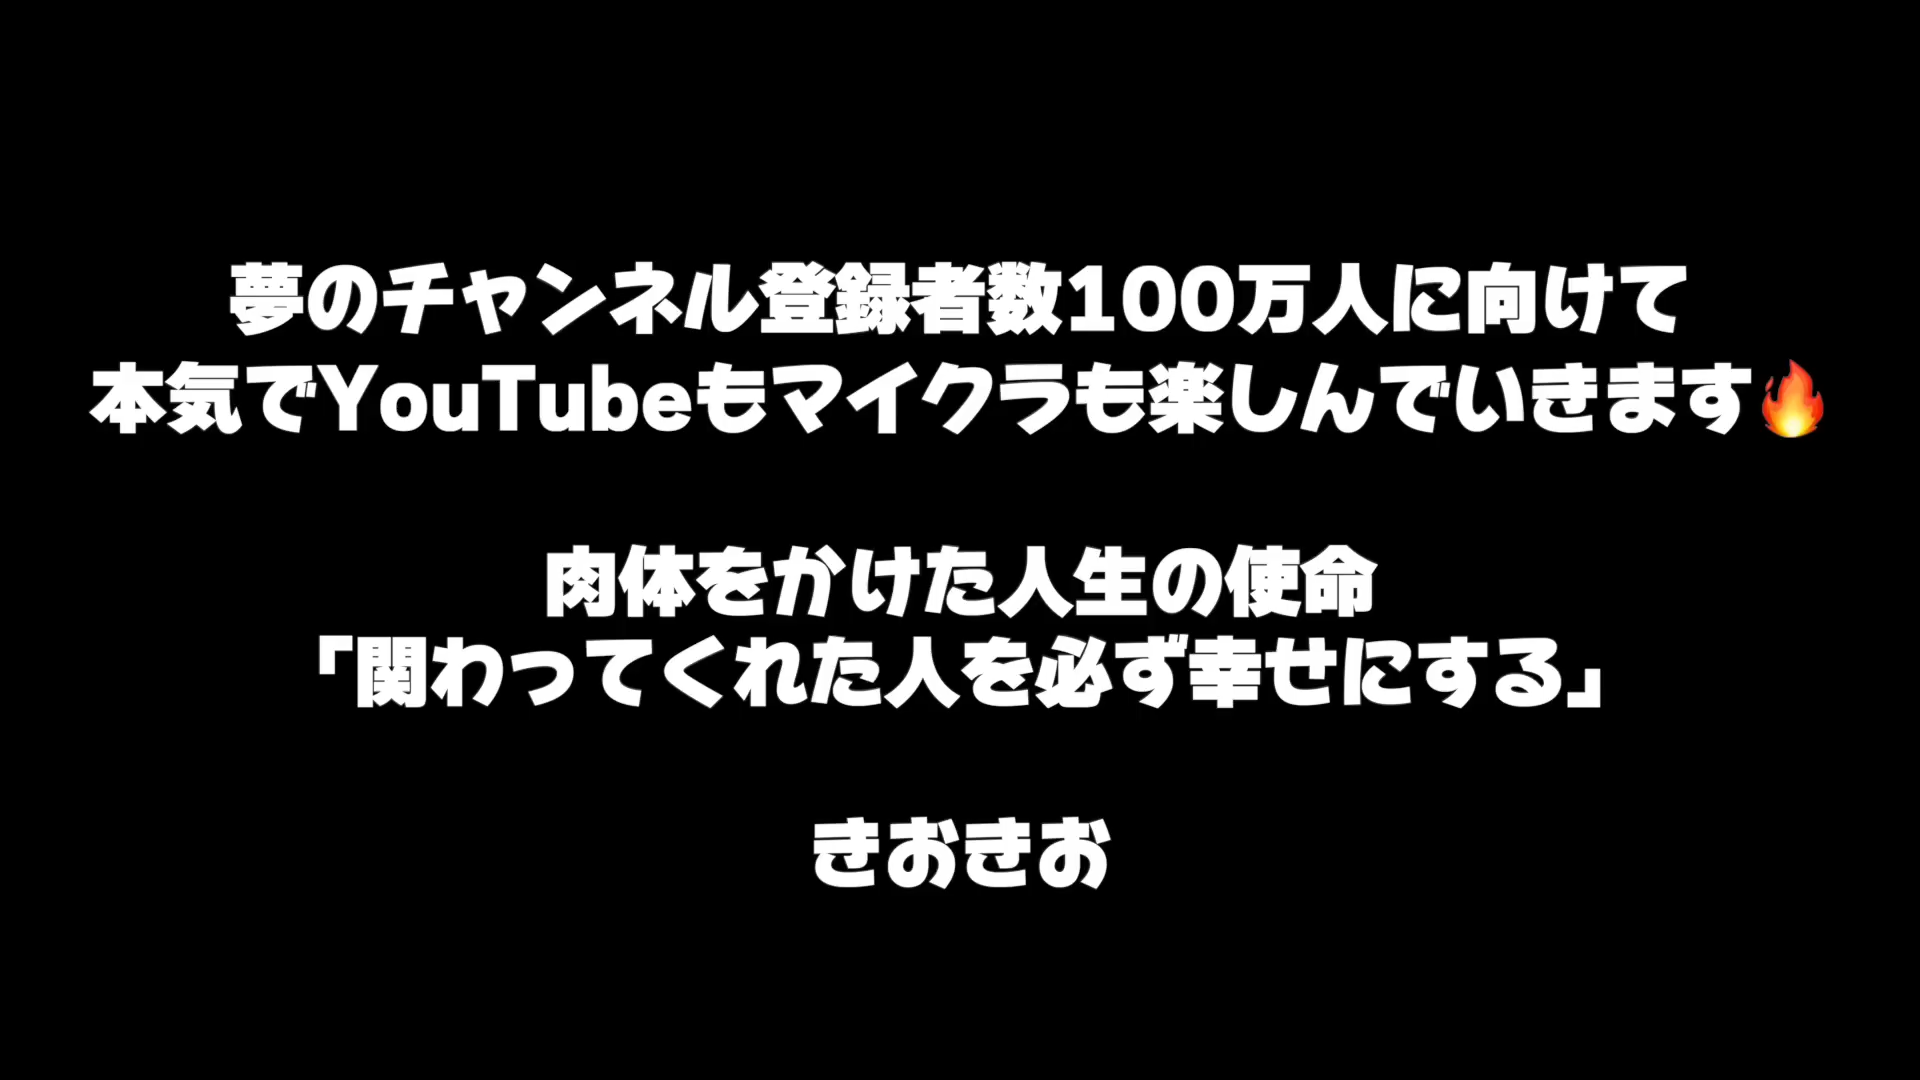 夢のチャンネル登録者数100万人に向けて
本気でYouTubeもマイクラも楽しんでいきます🔥
肉体をかけた人生の使命
「関わってくれた人を必ず幸せにする」
きおきお